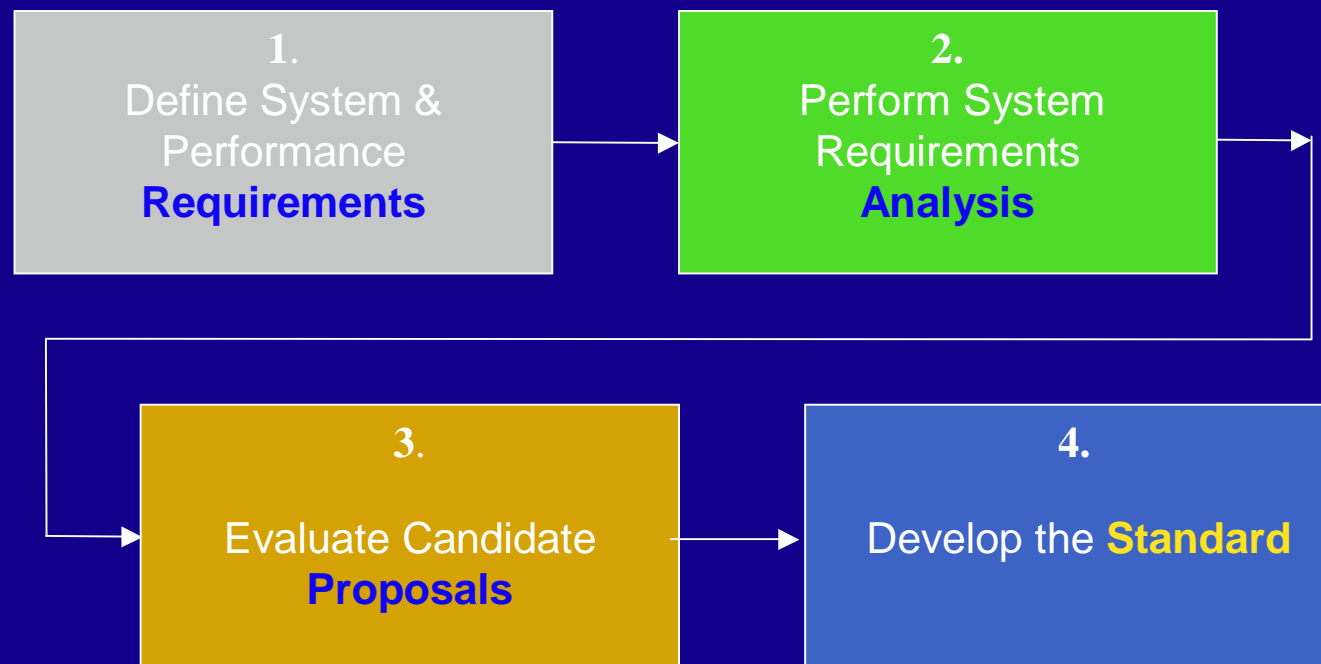 1.
Define System &
Performance
Requirements
2.
Perform System
Requirements
Analysis
3.
Evaluate Candidate
Proposals
4.
Develop the Standard